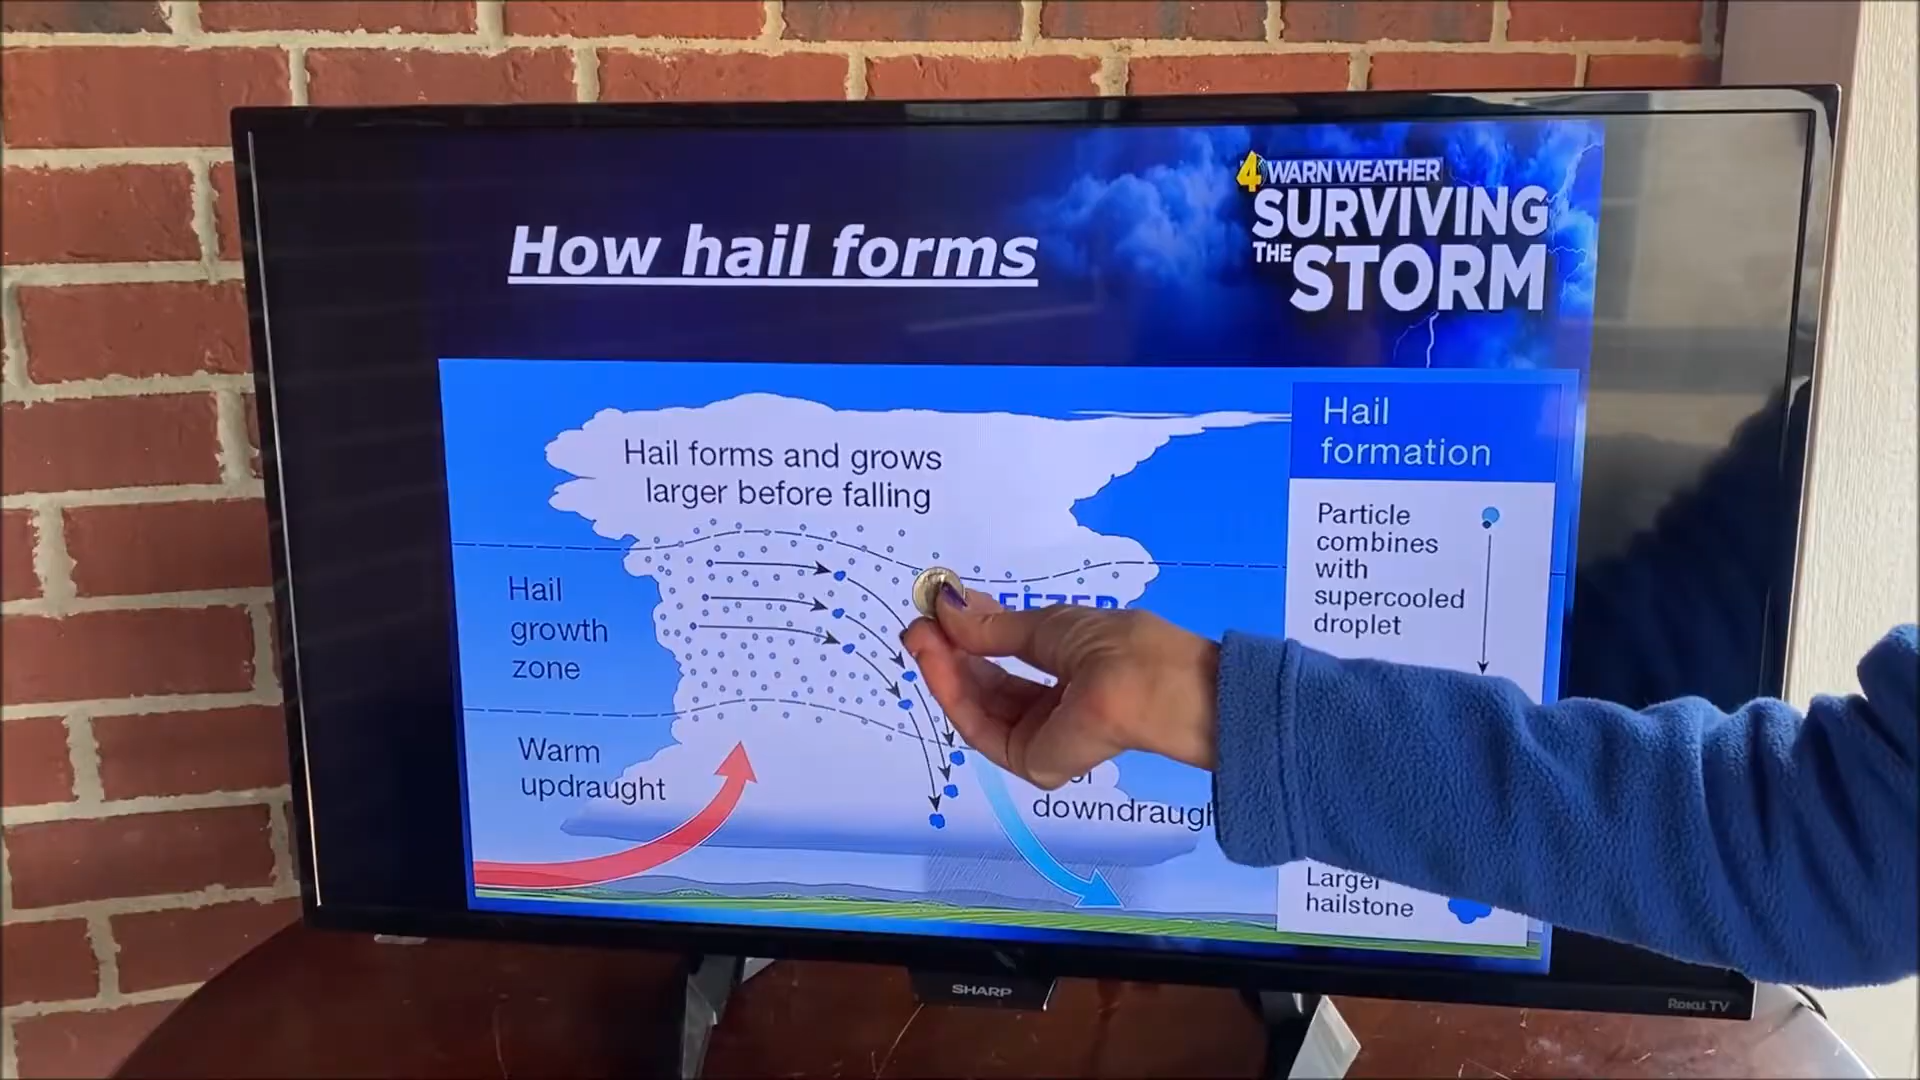 4 WARN WEATHER
SURVIVING
THE STORM
How hail forms
Hail forms and grows
larger before falling
Hail
growth
zone
Warm
updraught
downdraugh
Hail
formation
Particle
combines
with
supercooled
droplet
Larger
hailstone
SHARP
Roku TV